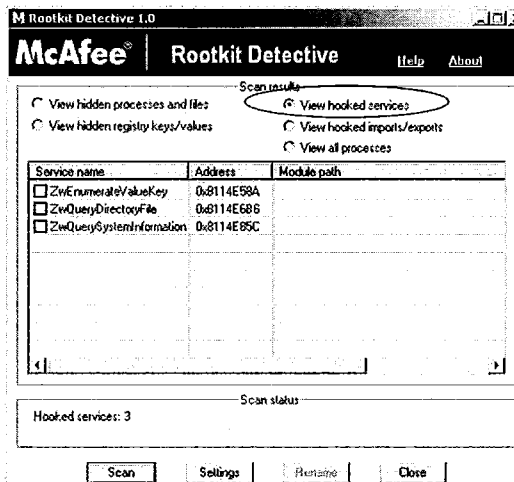 M Rootkit Detective 1.0
McAfee® Rootkit Detective Help About
Scan results
View hidden processes and files
View hooked services
View hidden registry keys/values
View hooked imports/exports
View all processes
Service name Address Module path
ZwEnumerateValueKey 0x8114E58A
ZwQueryDirectoryFile 0x8114E6B6
ZwQuerySystemInformation 0x8114E85C
Scan status
Hooked services: 3
Scan Settings Rename Close